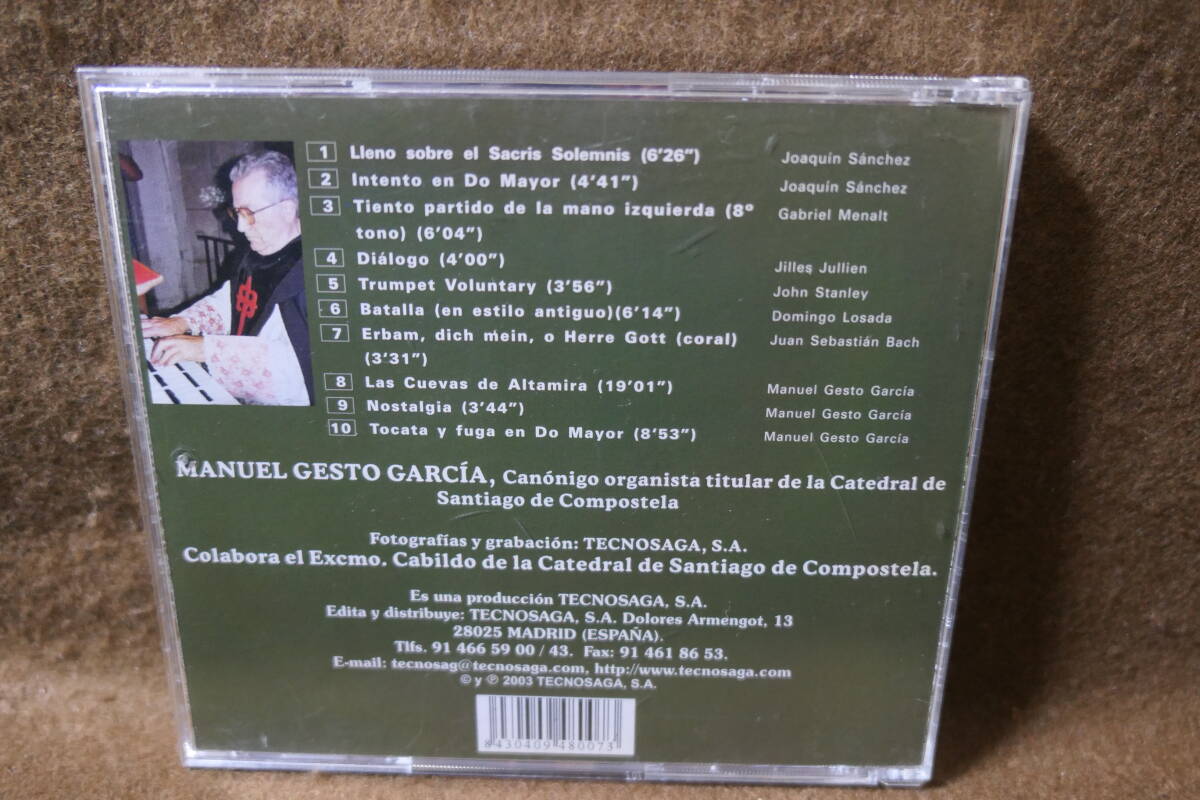 1 Lleno sobre el Sacris Solemnis (6'26") Joaquín Sánchez
2 Intento en Do Mayor (4'41") Joaquín Sánchez
3 Tiento partido de la mano izquierda (8º Gabriel Menalt
tono) (6'04")
4 Diálogo (4'00") Jilles Jullien
5 Trumpet Voluntary (3'56") John Stanley
6 Batalla (en estilo antiguo)(6'14") Domingo Losada
7 Erbam, dich mein, o Herre Gott (coral) Juan Sebastián Bach
(3'31")
8 Las Cuevas de Altamira (19'01") Manuel Gesto García
9 Nostalgia (3'44") Manuel Gesto García
10 Tocata y fuga en Do Mayor (8'53") Manuel Gesto García
MANUEL GESTO GARCÍA, Canónigo organista titular de la Catedral de
Santiago de Compostela
Fotografías y grabación: TECNOSAGA, S.A.
Colabora el Excmo. Cabildo de la Catedral de Santiago de Compostela.
Es una producción TECNOSAGA, S.A.
Edita y distribuye: TECNOSAGA, S.A. Dolores Armengot, 13
28025 MADRID (ESPAÑA).
Tlfs. 91 466 59 00 / 43. Fax: 91 461 86 53.
E-mail: tecnosag@tecnosaga.com, http://www.tecnosaga.com
© y ℗ 2003 TECNOSAGA, S.A.
8 430409 480073